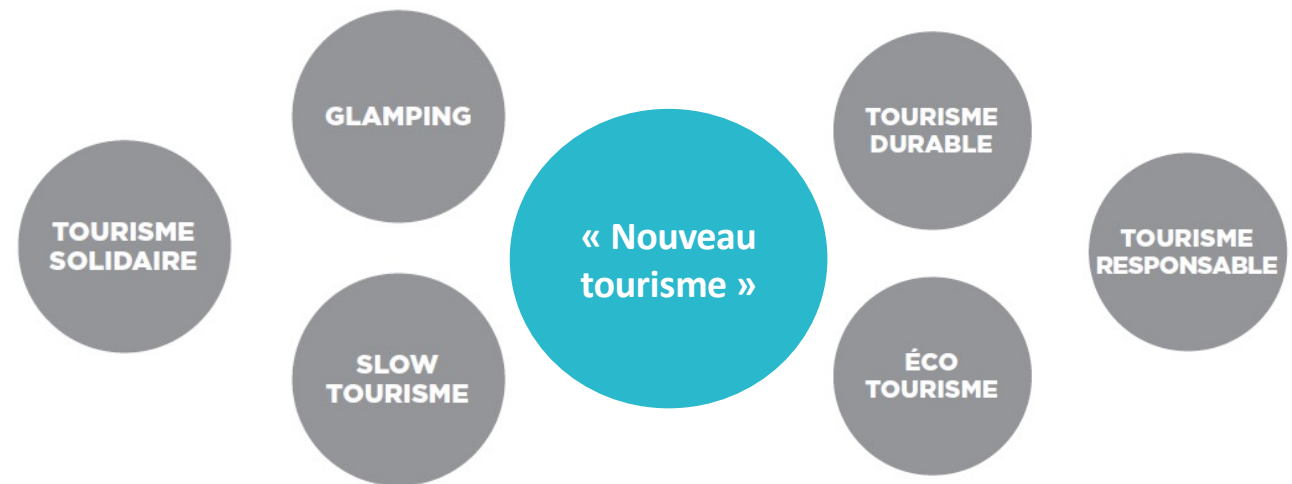 GLAMPING
TOURISME
DURABLE
TOURISME
SOLIDAIRE
« Nouveau
tourisme »
TOURISME
RESPONSABLE
SLOW
TOURISME
ÉCO
TOURISME